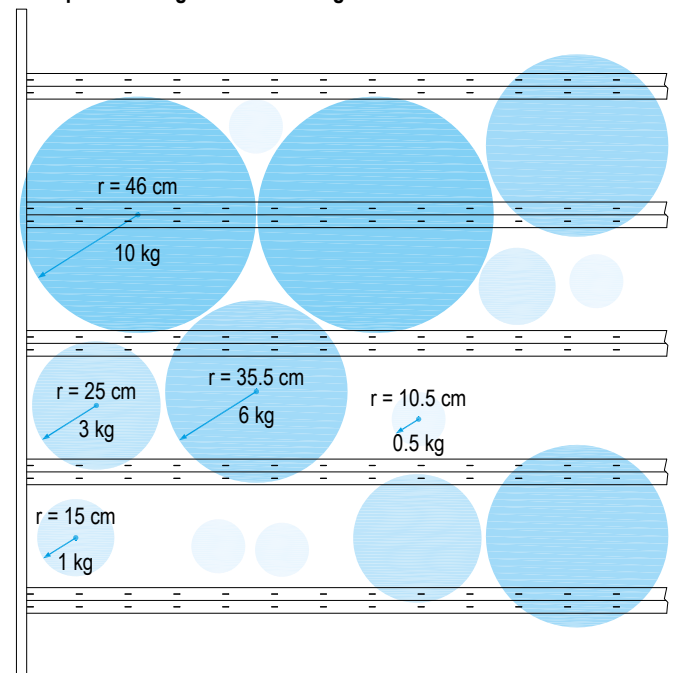 r = 46 cm
10 kg
r = 25 cm
3 kg
r = 35.5 cm
6 kg
r = 10.5 cm
0.5 kg
r = 15 cm
1 kg